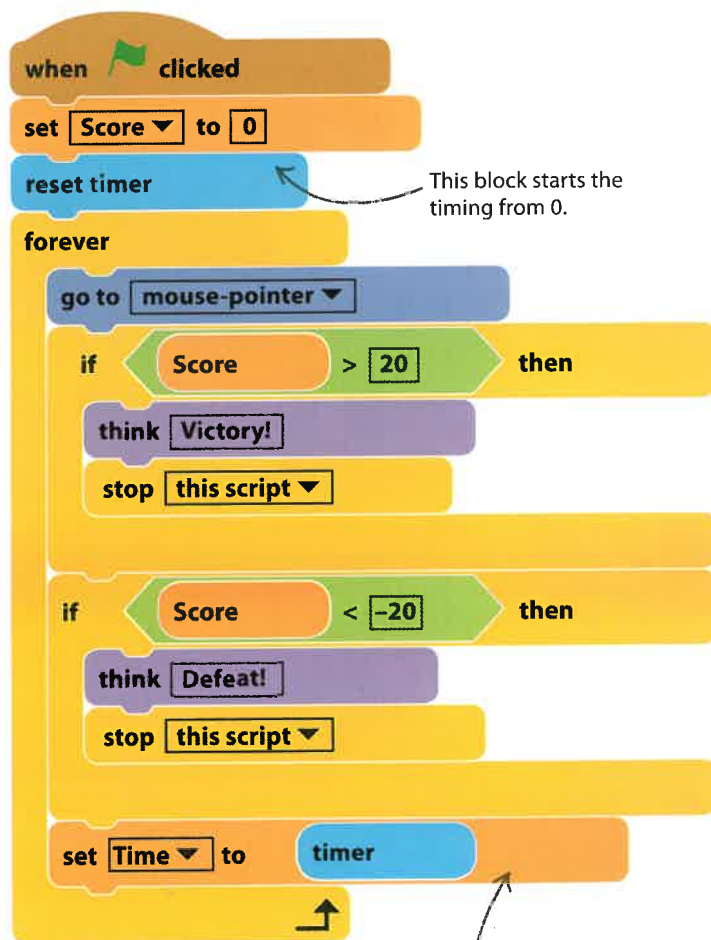 when clicked
set Score to 0
reset timer
This block starts the
timing from 0.
forever
go to mouse-pointer
if Score > 20 then
think Victory!
stop this script
if Score < –20 then
think Defeat!
stop this script
set Time to timer